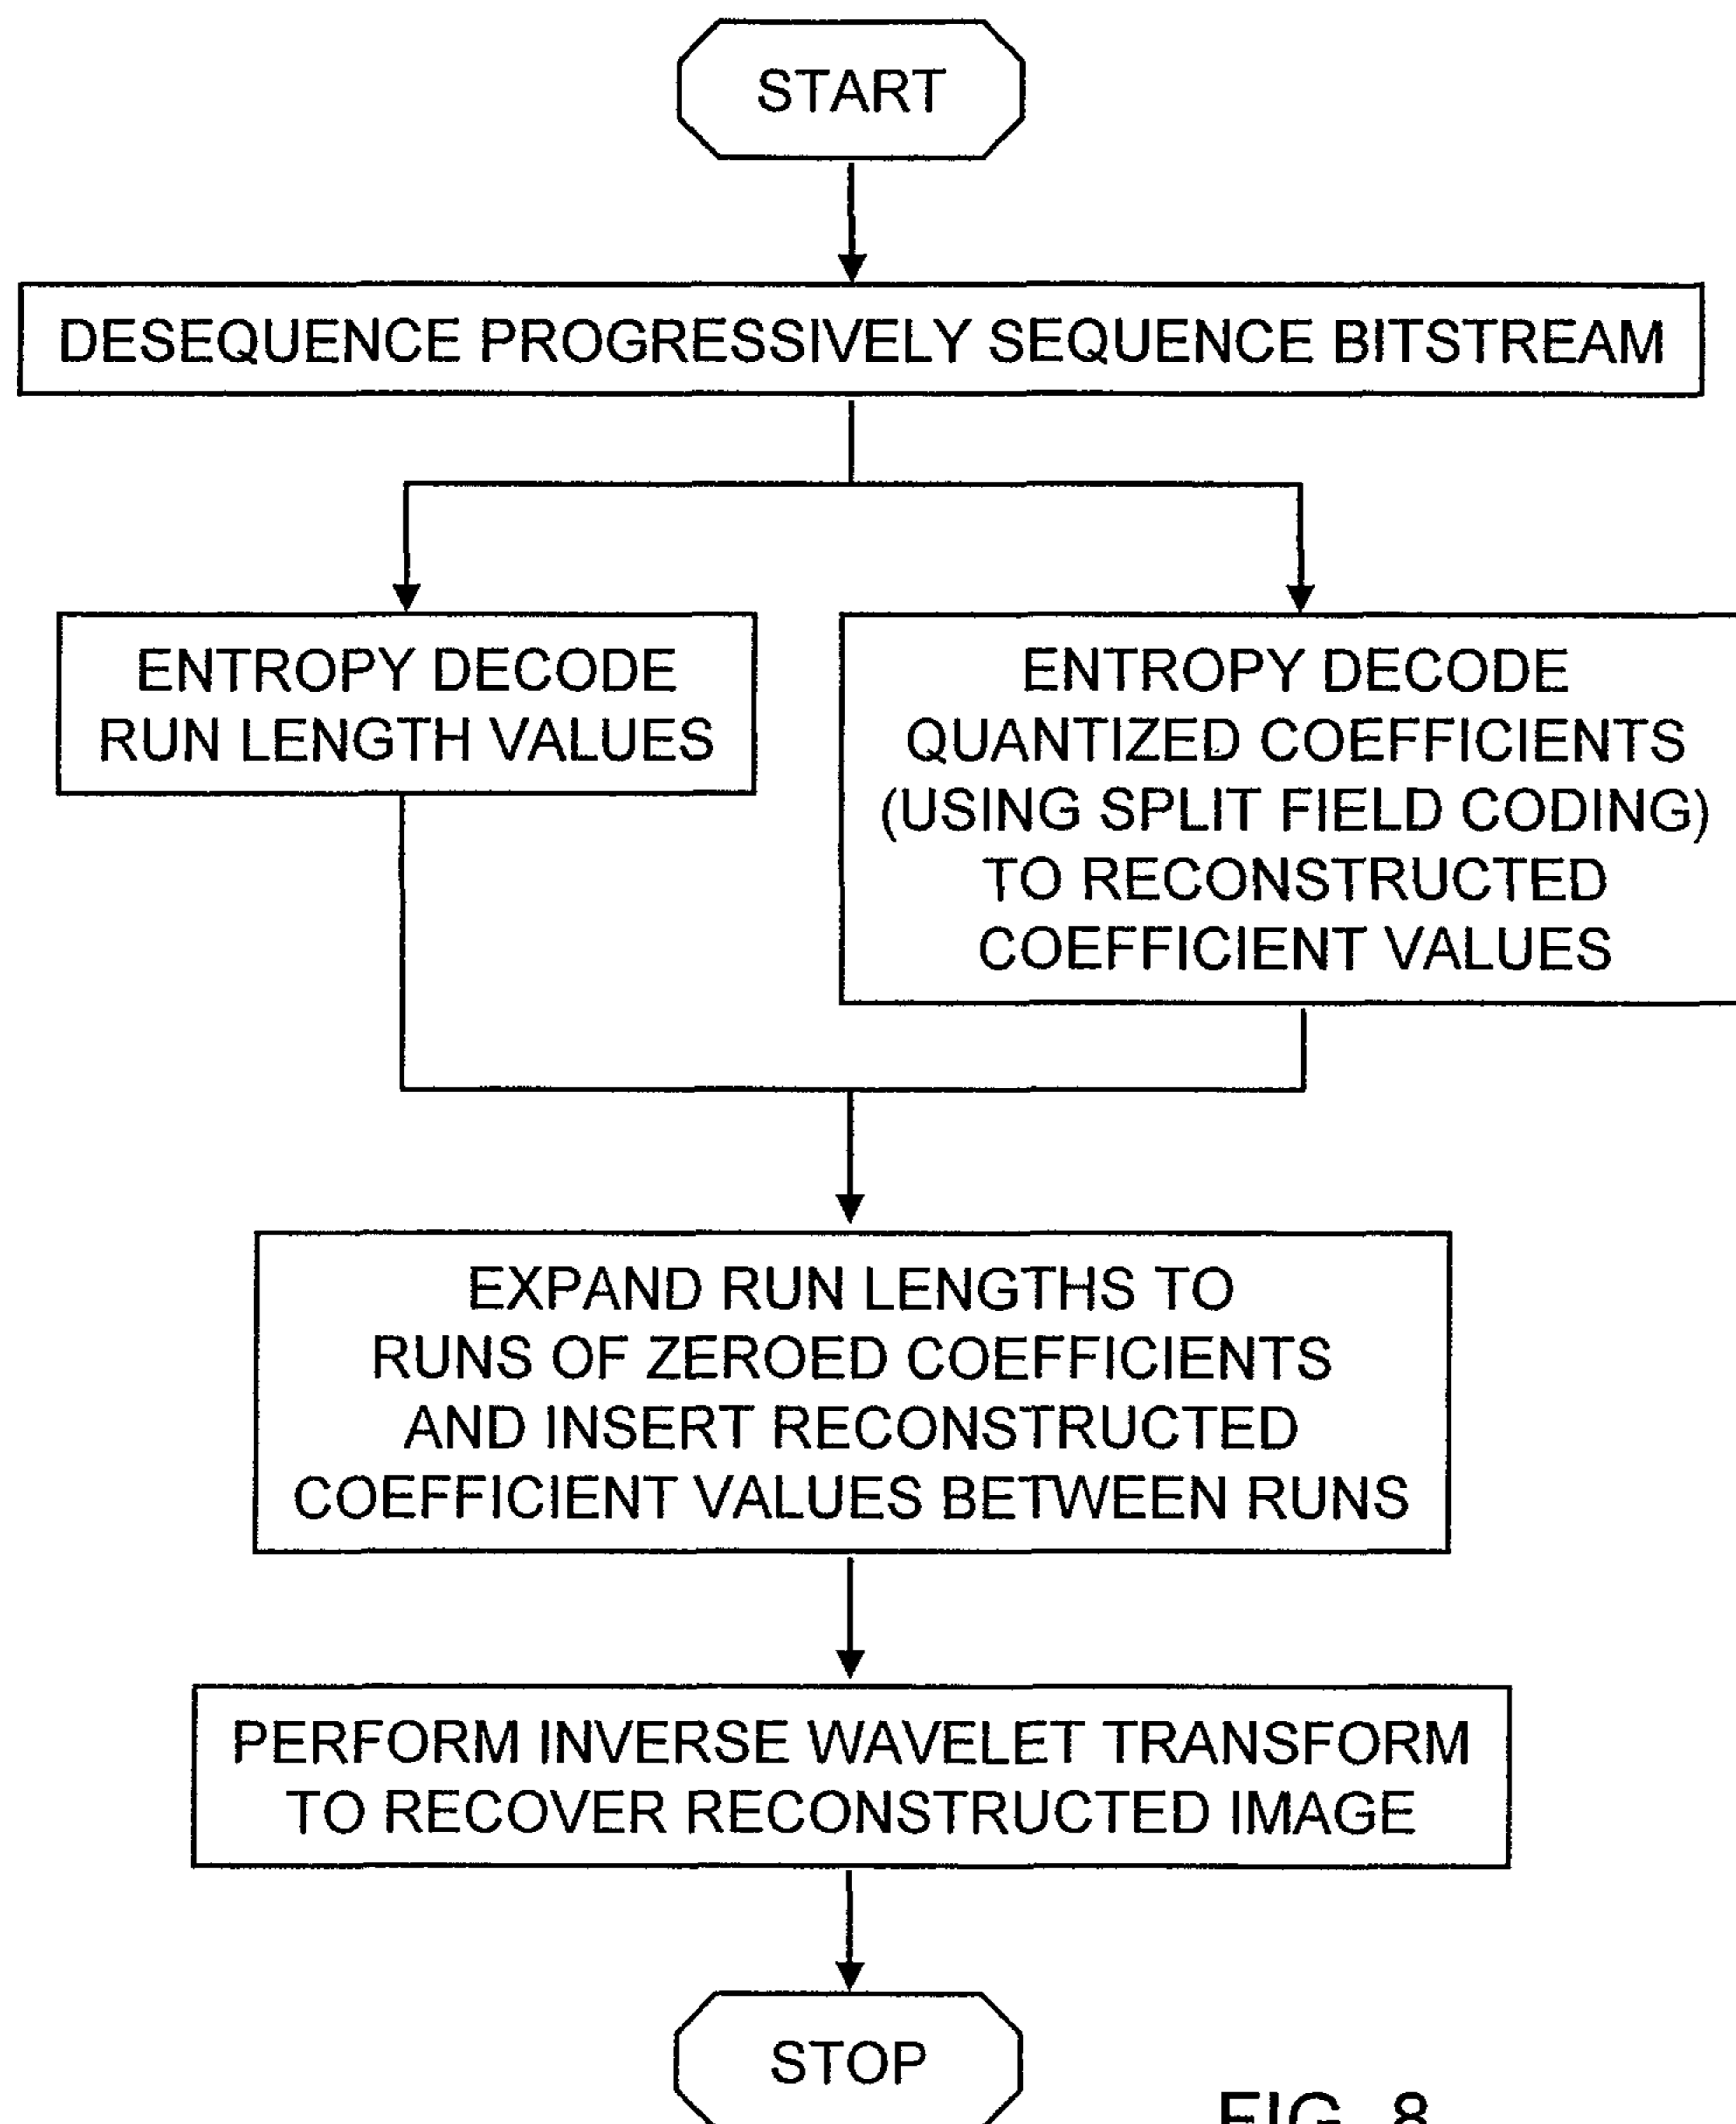 START
DESEQUENCE PROGRESSIVELY SEQUENCE BITSTREAM
ENTROPY DECODE
RUN LENGTH VALUES
ENTROPY DECODE
QUANTIZED COEFFICIENTS
(USING SPLIT FIELD CODING)
TO RECONSTRUCTED
COEFFICIENT VALUES
EXPAND RUN LENGTHS TO
RUNS OF ZEROED COEFFICIENTS
AND INSERT RECONSTRUCTED
COEFFICIENT VALUES BETWEEN RUNS
PERFORM INVERSE WAVELET TRANSFORM
TO RECOVER RECONSTRUCTED IMAGE
STOP
FIG. 8